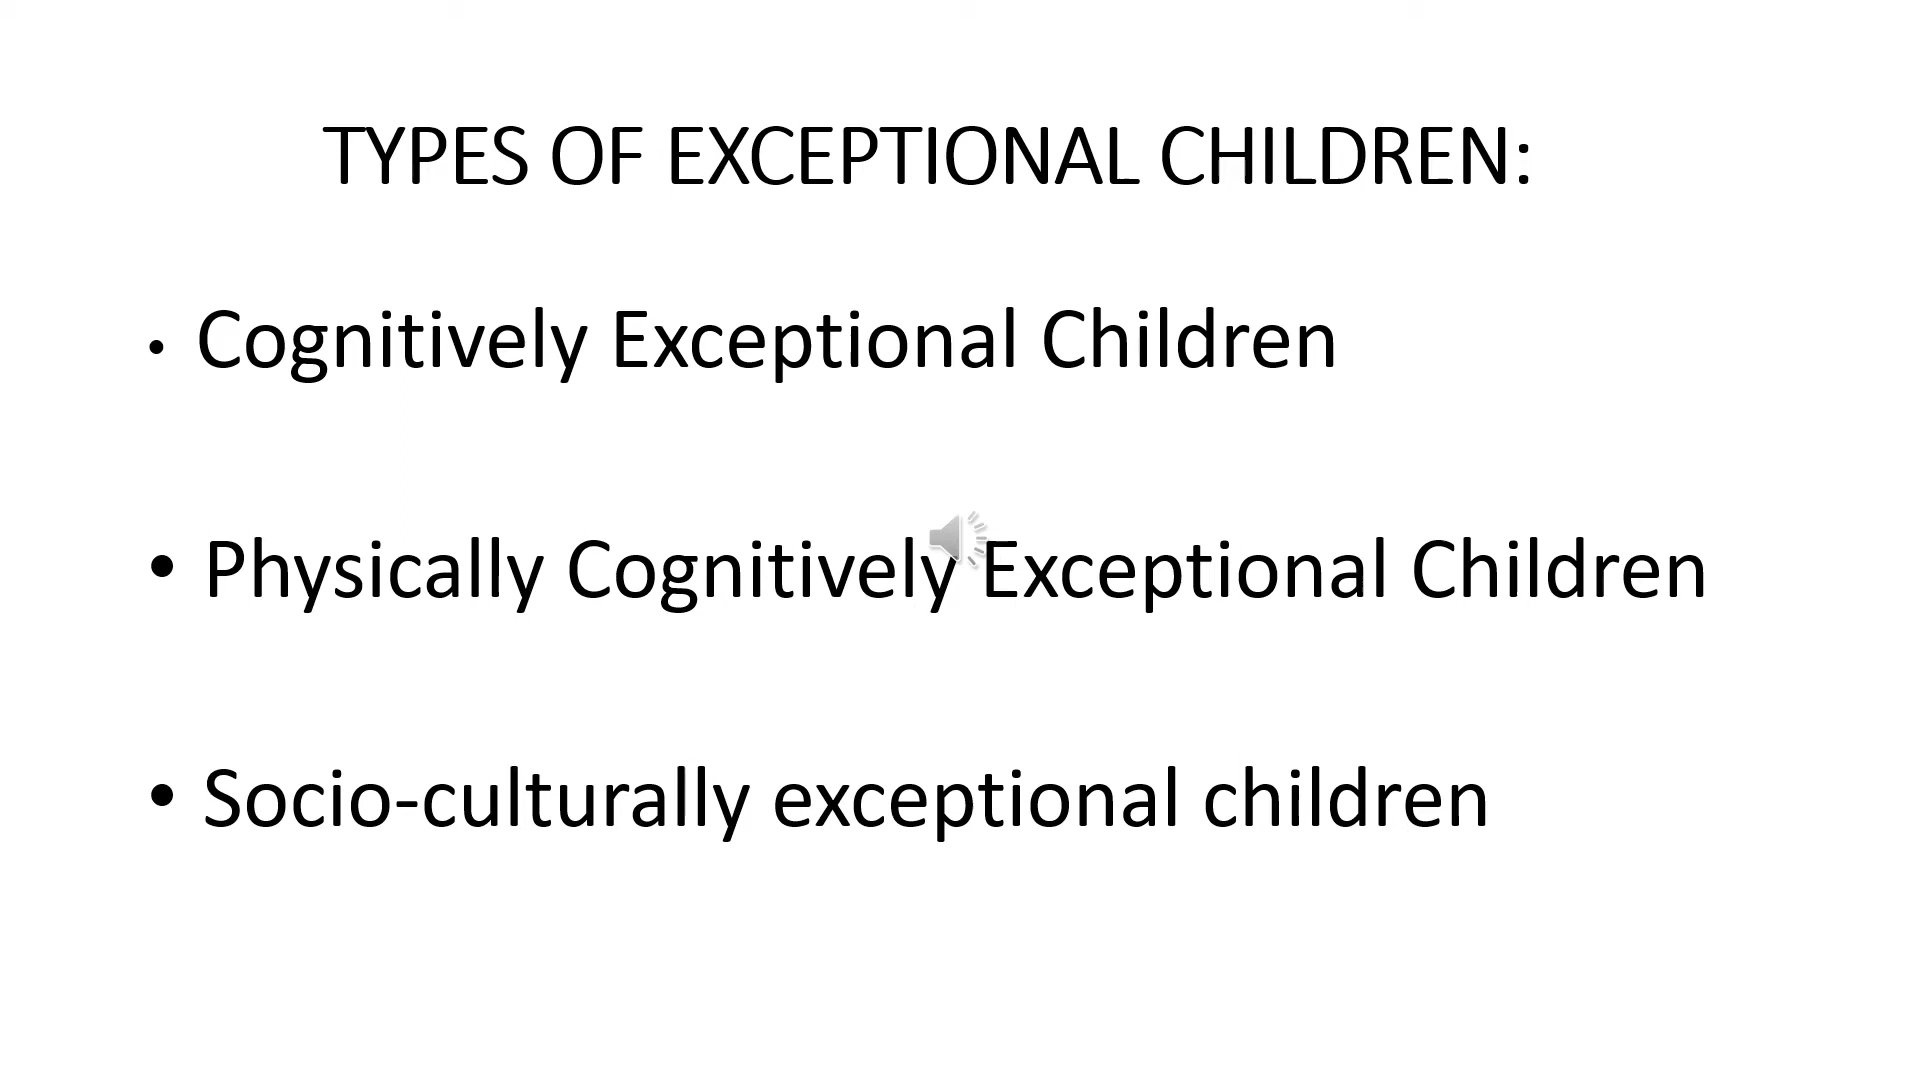 TYPES OF EXCEPTIONAL CHILDREN:
• Cognitively Exceptional Children
• Physically Cognitively Exceptional Children
• Socio-culturally exceptional children